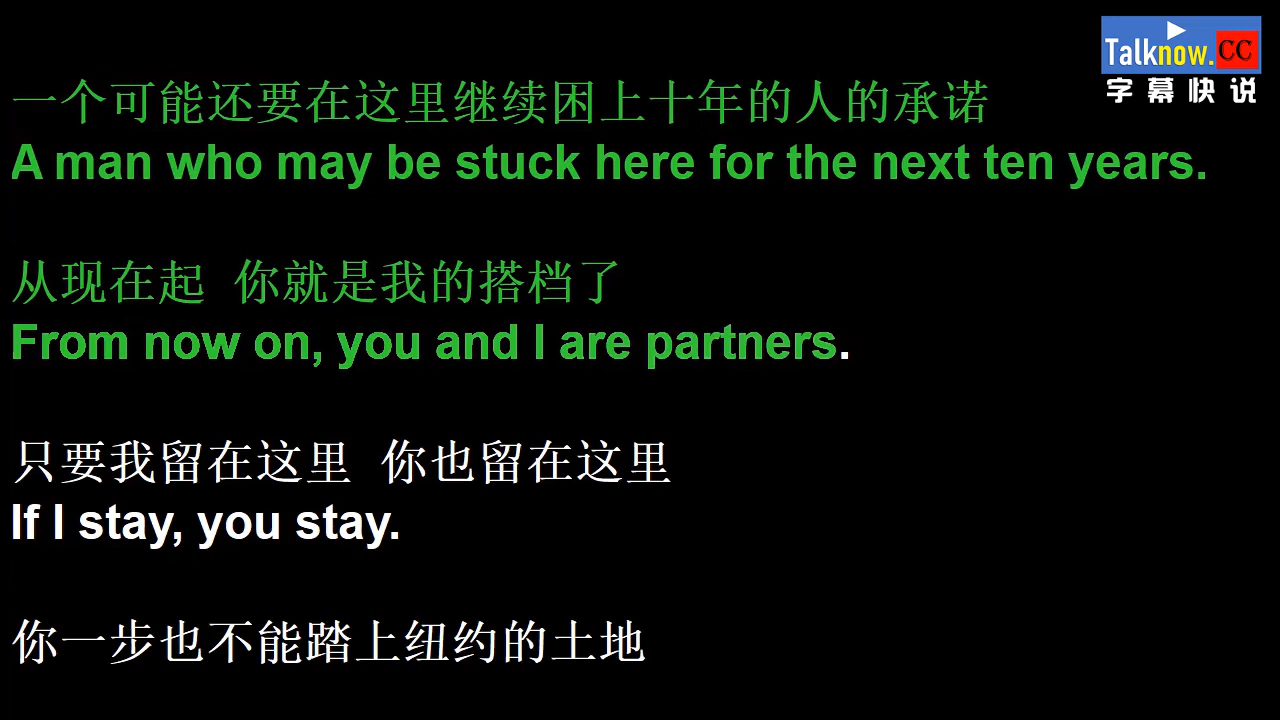 Talknow.CC
字幕快说
一个可能还要在这里继续困上十年的人的承诺
A man who may be stuck here for the next ten years.
从现在起 你就是我的搭档了
From now on, you and I are partners.
只要我留在这里 你也留在这里
If I stay, you stay.
你一步也不能踏上纽约的土地